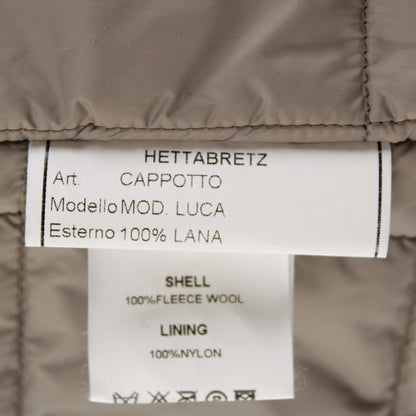 HETTABRETZ
Art. CAPPOTTO
Modello MOD. LUCA
Esterno 100% LANA
SHELL
100%FLEECE WOOL
LINING
100%NYLON